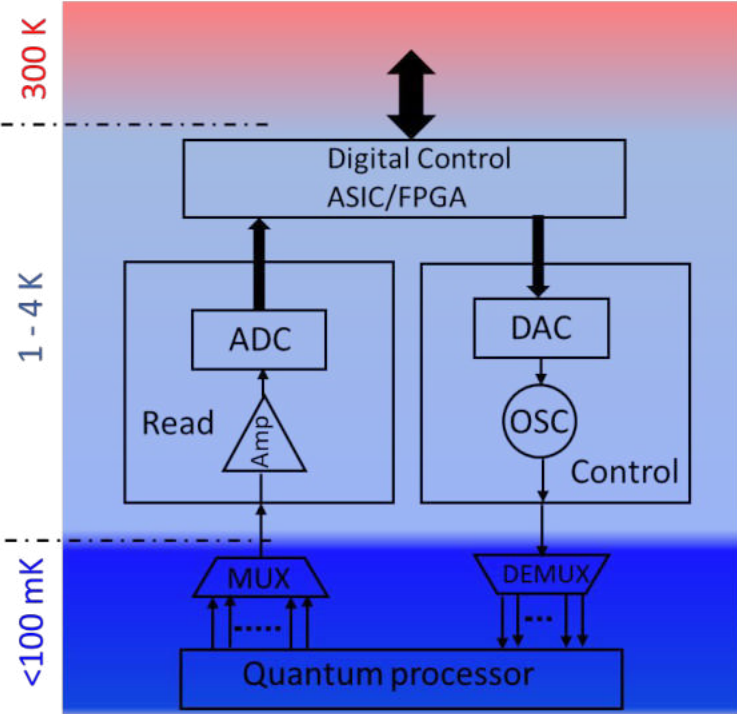 300 K
Digital Control
ASIC/FPGA
1 - 4 K
ADC
DAC
Read
Amp
OSC
Control
<100 mK
MUX
DEMUX
Quantum processor